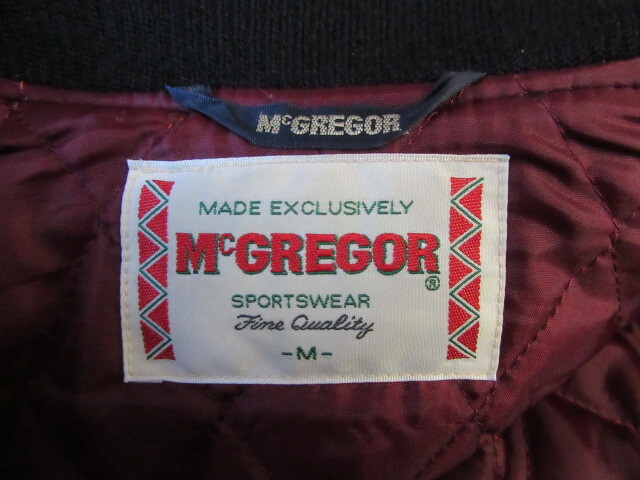 McGREGOR
MADE EXCLUSIVELY
McGREGOR®
SPORTSWEAR
Fine Quality
-M-